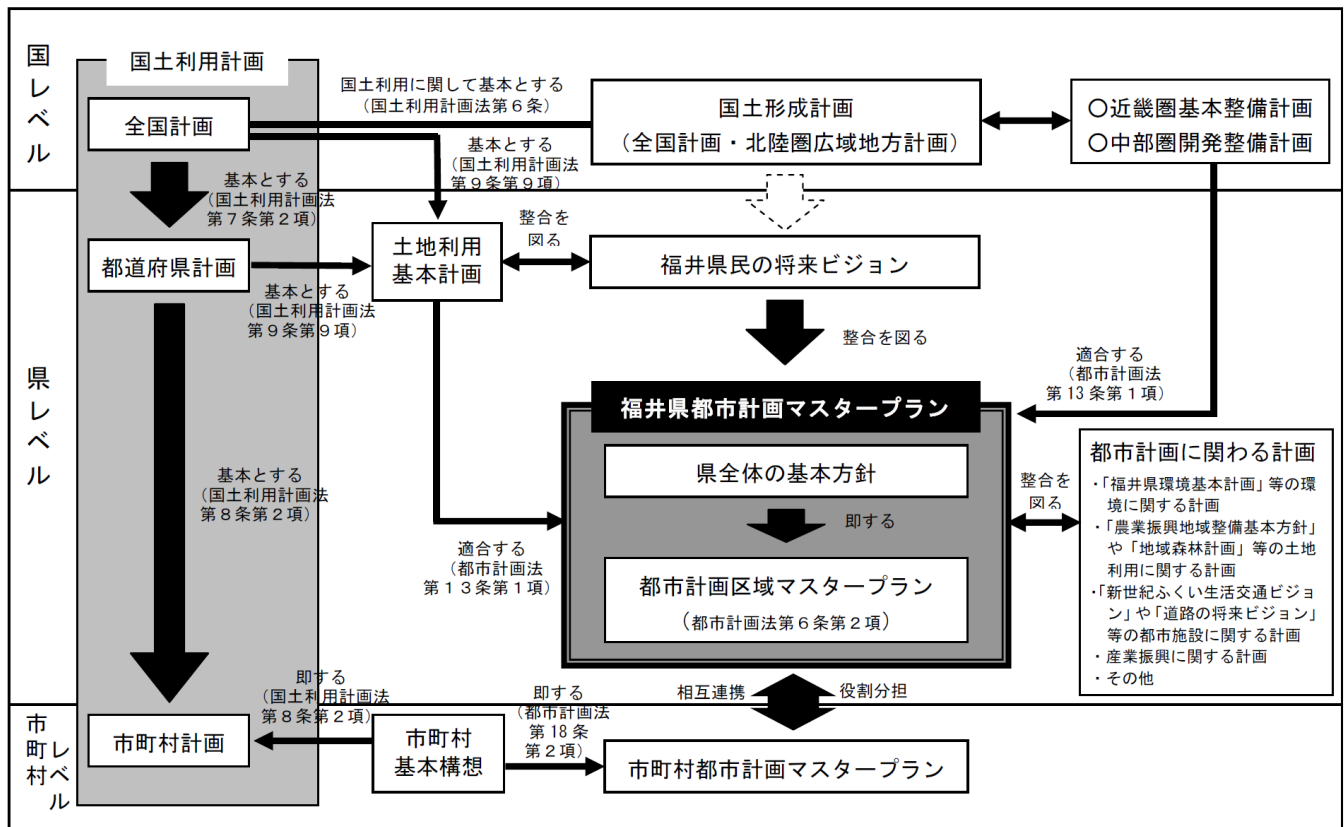 国レベル
国土利用計画
全国計画
国土利用に関して基本とする
（国土利用計画法第６条）
国土形成計画
（全国計画・北陸圏広域地方計画）
〇近畿圏基本整備計画
〇中部圏開発整備計画
基本とする
（国土利用計画法
第９条第９項）
基本とする
（国土利用計画法
第７条第２項）
県レベル
都道府県計画
土地利用
基本計画
整合を
図る
福井県民の将来ビジョン
基本とする
（国土利用計画法
第９条第９項）
整合を図る
適合する
（都市計画法
第13条第１項）
福井県都市計画マスタープラン
県全体の基本方針
即する
都市計画区域マスタープラン
（都市計画法第６条第２項）
基本とする
（国土利用計画法
第８条第２項）
適合する
（都市計画法
第１３条第１項）
整合を
図る
都市計画に関わる計画
・「福井県環境基本計画」等の環
境に関する計画
・「農業振興地域整備基本方針」
や「地域森林計画」等の土地
利用に関する計画
・「新世紀ふくい生活交通ビジョ
ン」や「道路の将来ビジョン」
等の都市施設に関する計画
・産業振興に関する計画
・その他
相互連携
役割分担
市町村レベル
市町村計画
即する
（国土利用計画法
第８条第２項）
市町村
基本構想
即する
（都市計画法
第18条
第２項）
市町村都市計画マスタープラン